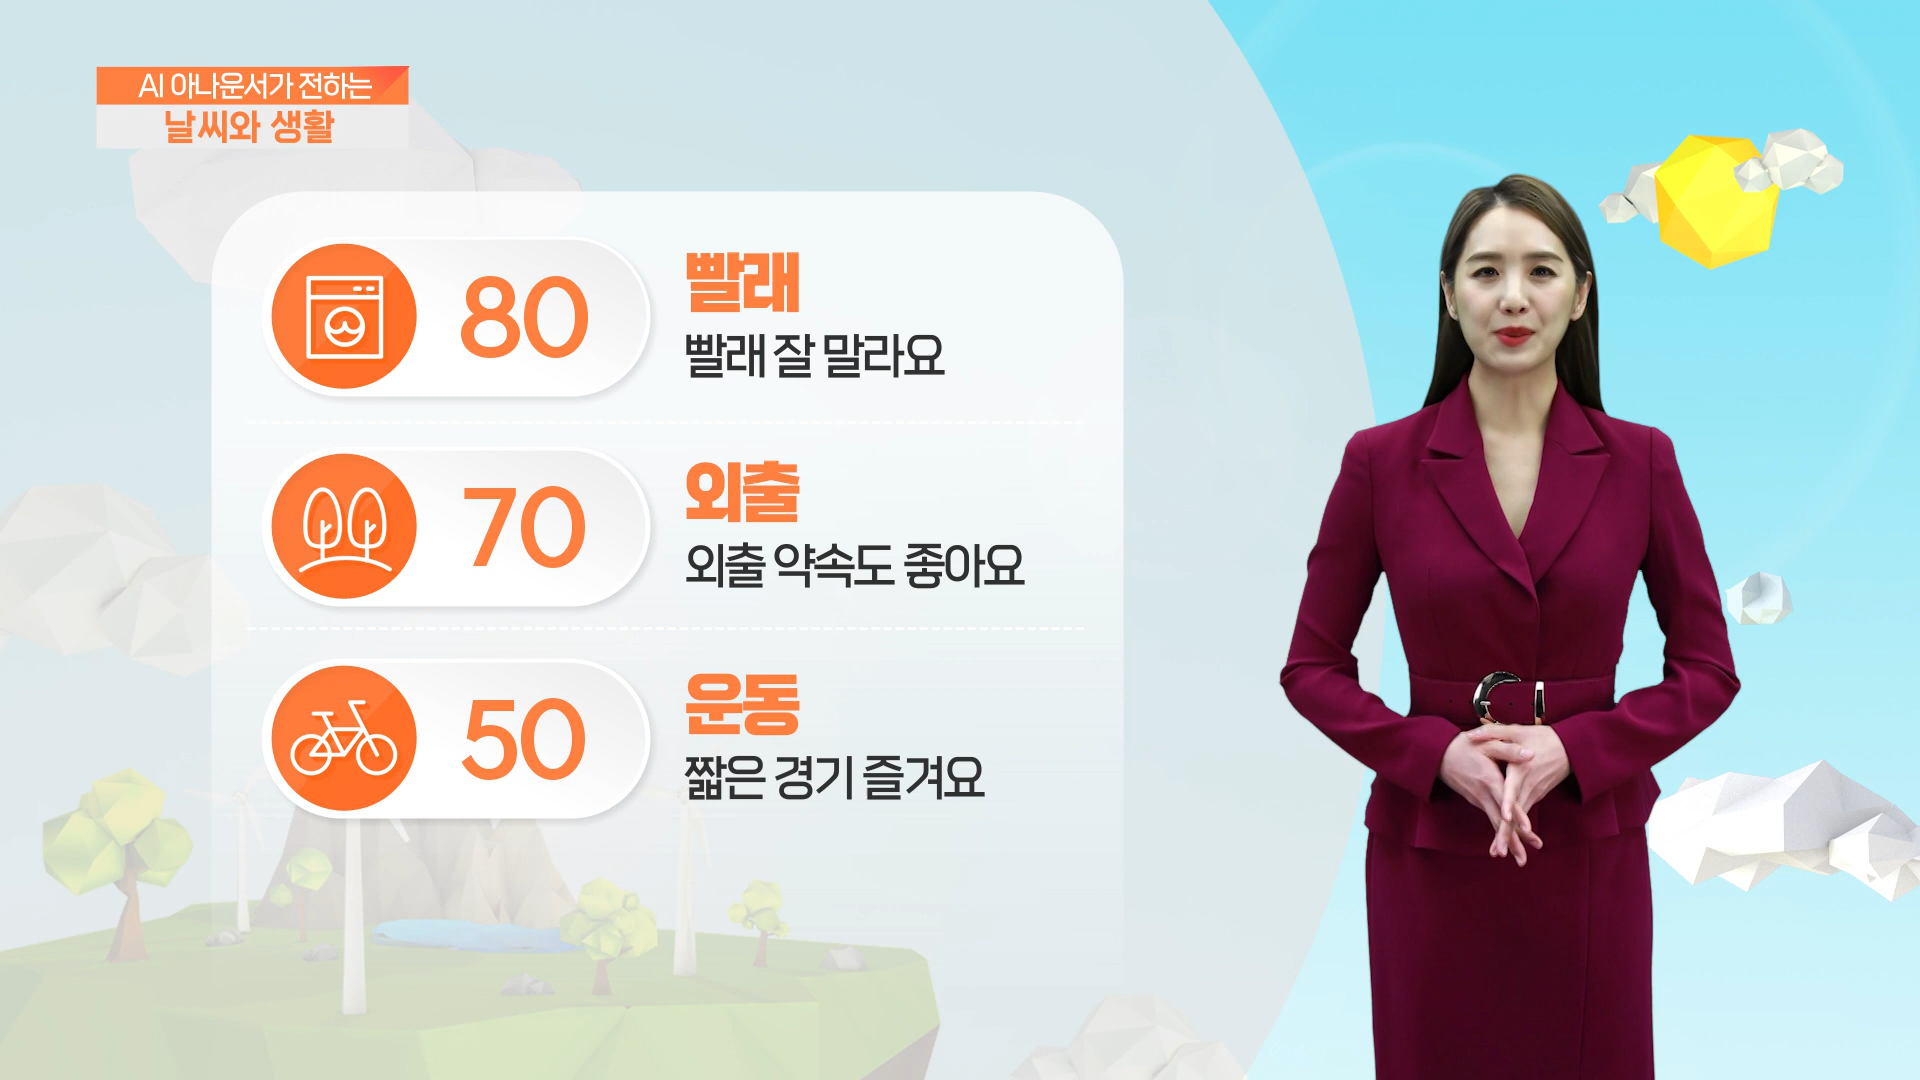 AI 아나운서가 전하는
날씨와 생활
80
빨래
빨래 잘 말라요
70
외출
외출 약속도 좋아요
50
운동
짧은 경기 즐겨요